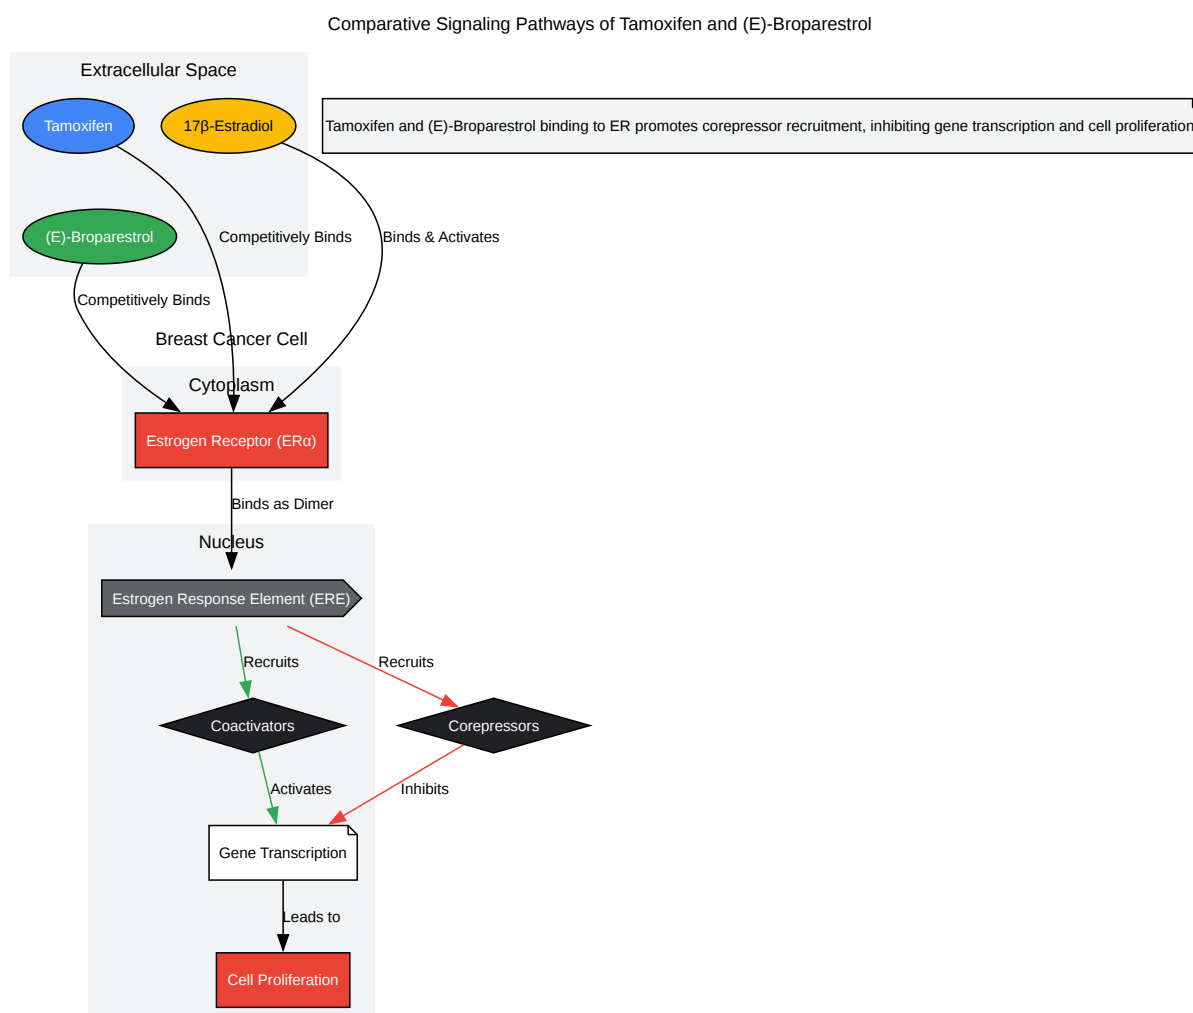 Comparative Signaling Pathways of Tamoxifen and (E)-Broparestrol
Extracellular Space
Tamoxifen
17β-Estradiol
Tamoxifen and (E)-Broparestrol binding to ER promotes corepressor recruitment, inhibiting gene transcription and cell proliferation
(E)-Broparestrol
Competitively Binds
Binds & Activates
Competitively Binds
Breast Cancer Cell
Cytoplasm
Estrogen Receptor (ERα)
Binds as Dimer
Nucleus
Estrogen Response Element (ERE)
Recruits
Recruits
Coactivators
Corepressors
Activates
Inhibits
Gene Transcription
Leads to
Cell Proliferation